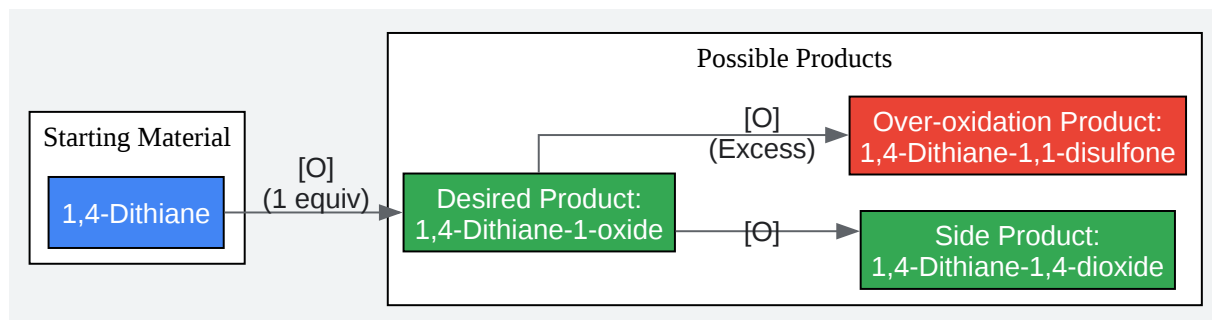 Possible Products
Starting Material
1,4-Dithiane
[O]
(1 equiv)
Desired Product:
1,4-Dithiane-1-oxide
[O]
(Excess)
Over-oxidation Product:
1,4-Dithiane-1,1-disulfone
[O]
Side Product:
1,4-Dithiane-1,4-dioxide